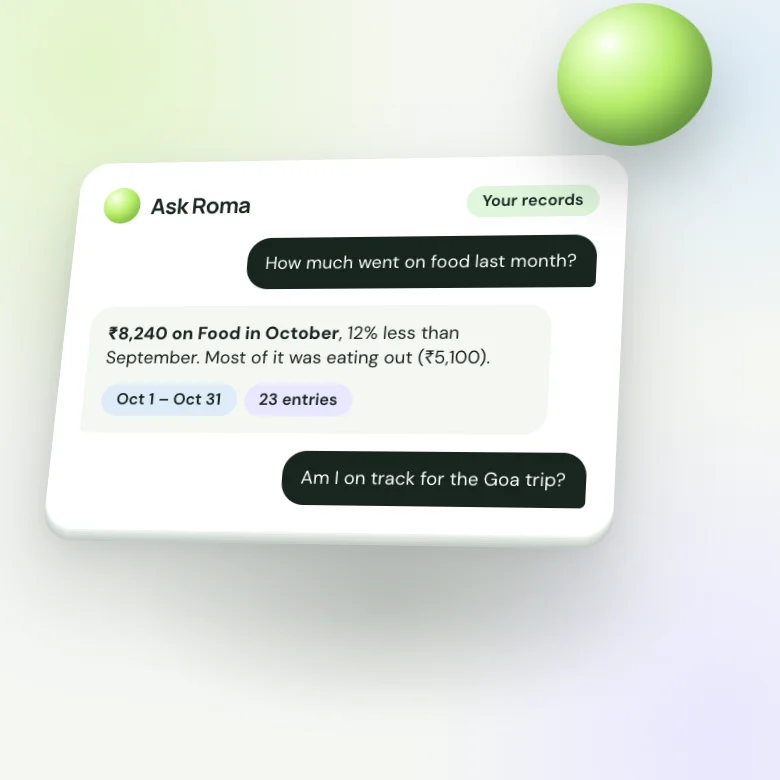 Ask Roma
Your records
How much went on food last month?
₹8,240 on Food in October, 12% less than
September. Most of it was eating out (₹5,100).
Oct 1 – Oct 31
23 entries
Am I on track for the Goa trip?